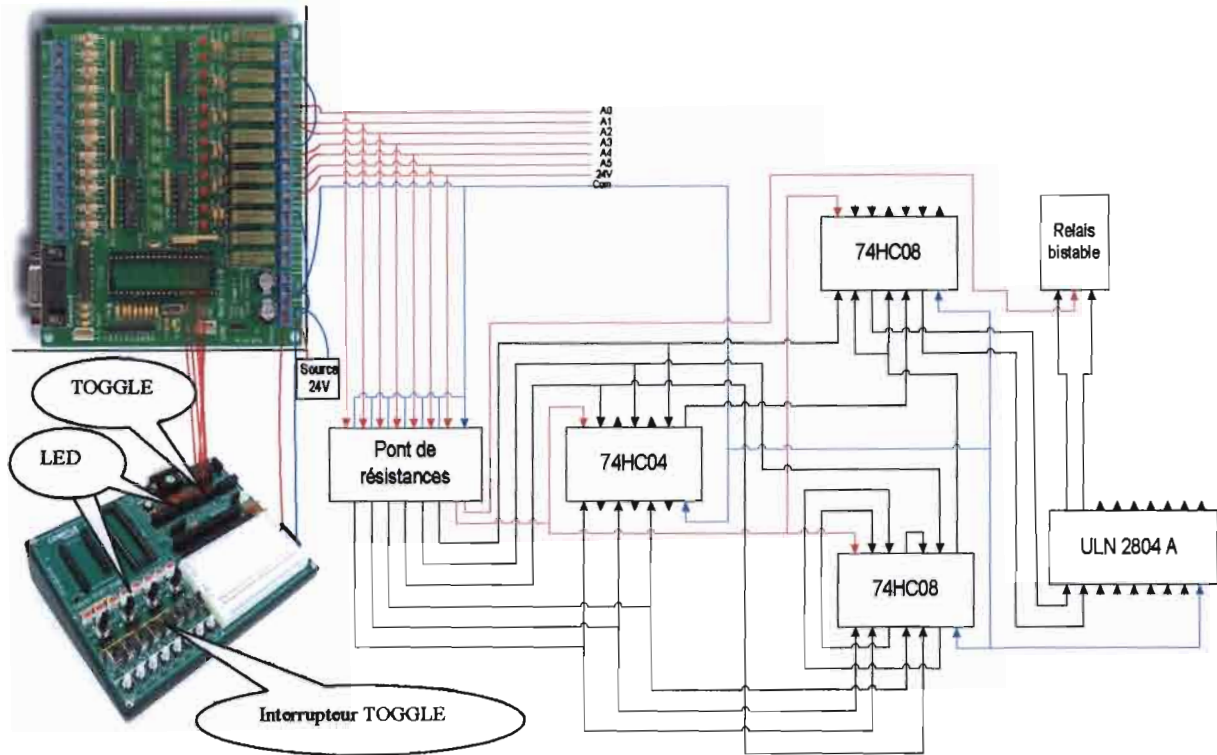 A0
A1
A2
A3
A4
A5
24V
Com
74HC08
Relais
bistable
Source
24V
TOGGLE
LED
Pont de
résistances
74HC04
74HC08
ULN 2804 A
Interrupteur TOGGLE